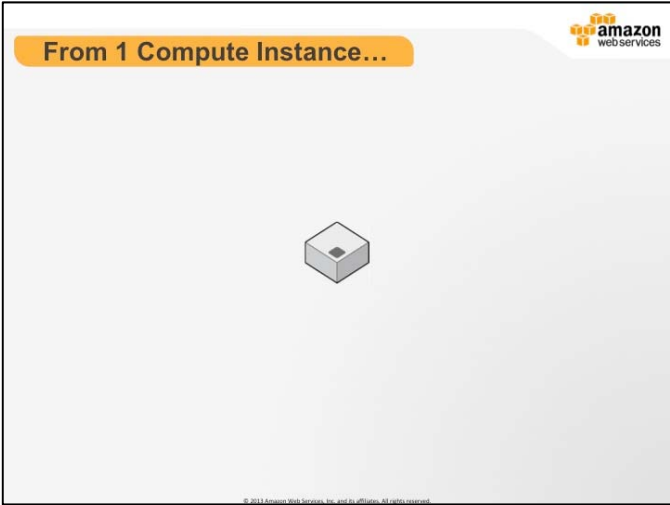 From 1 Compute Instance…
amazon
webservices
© 2013 Amazon Web Services, Inc. and its affiliates. All rights reserved.